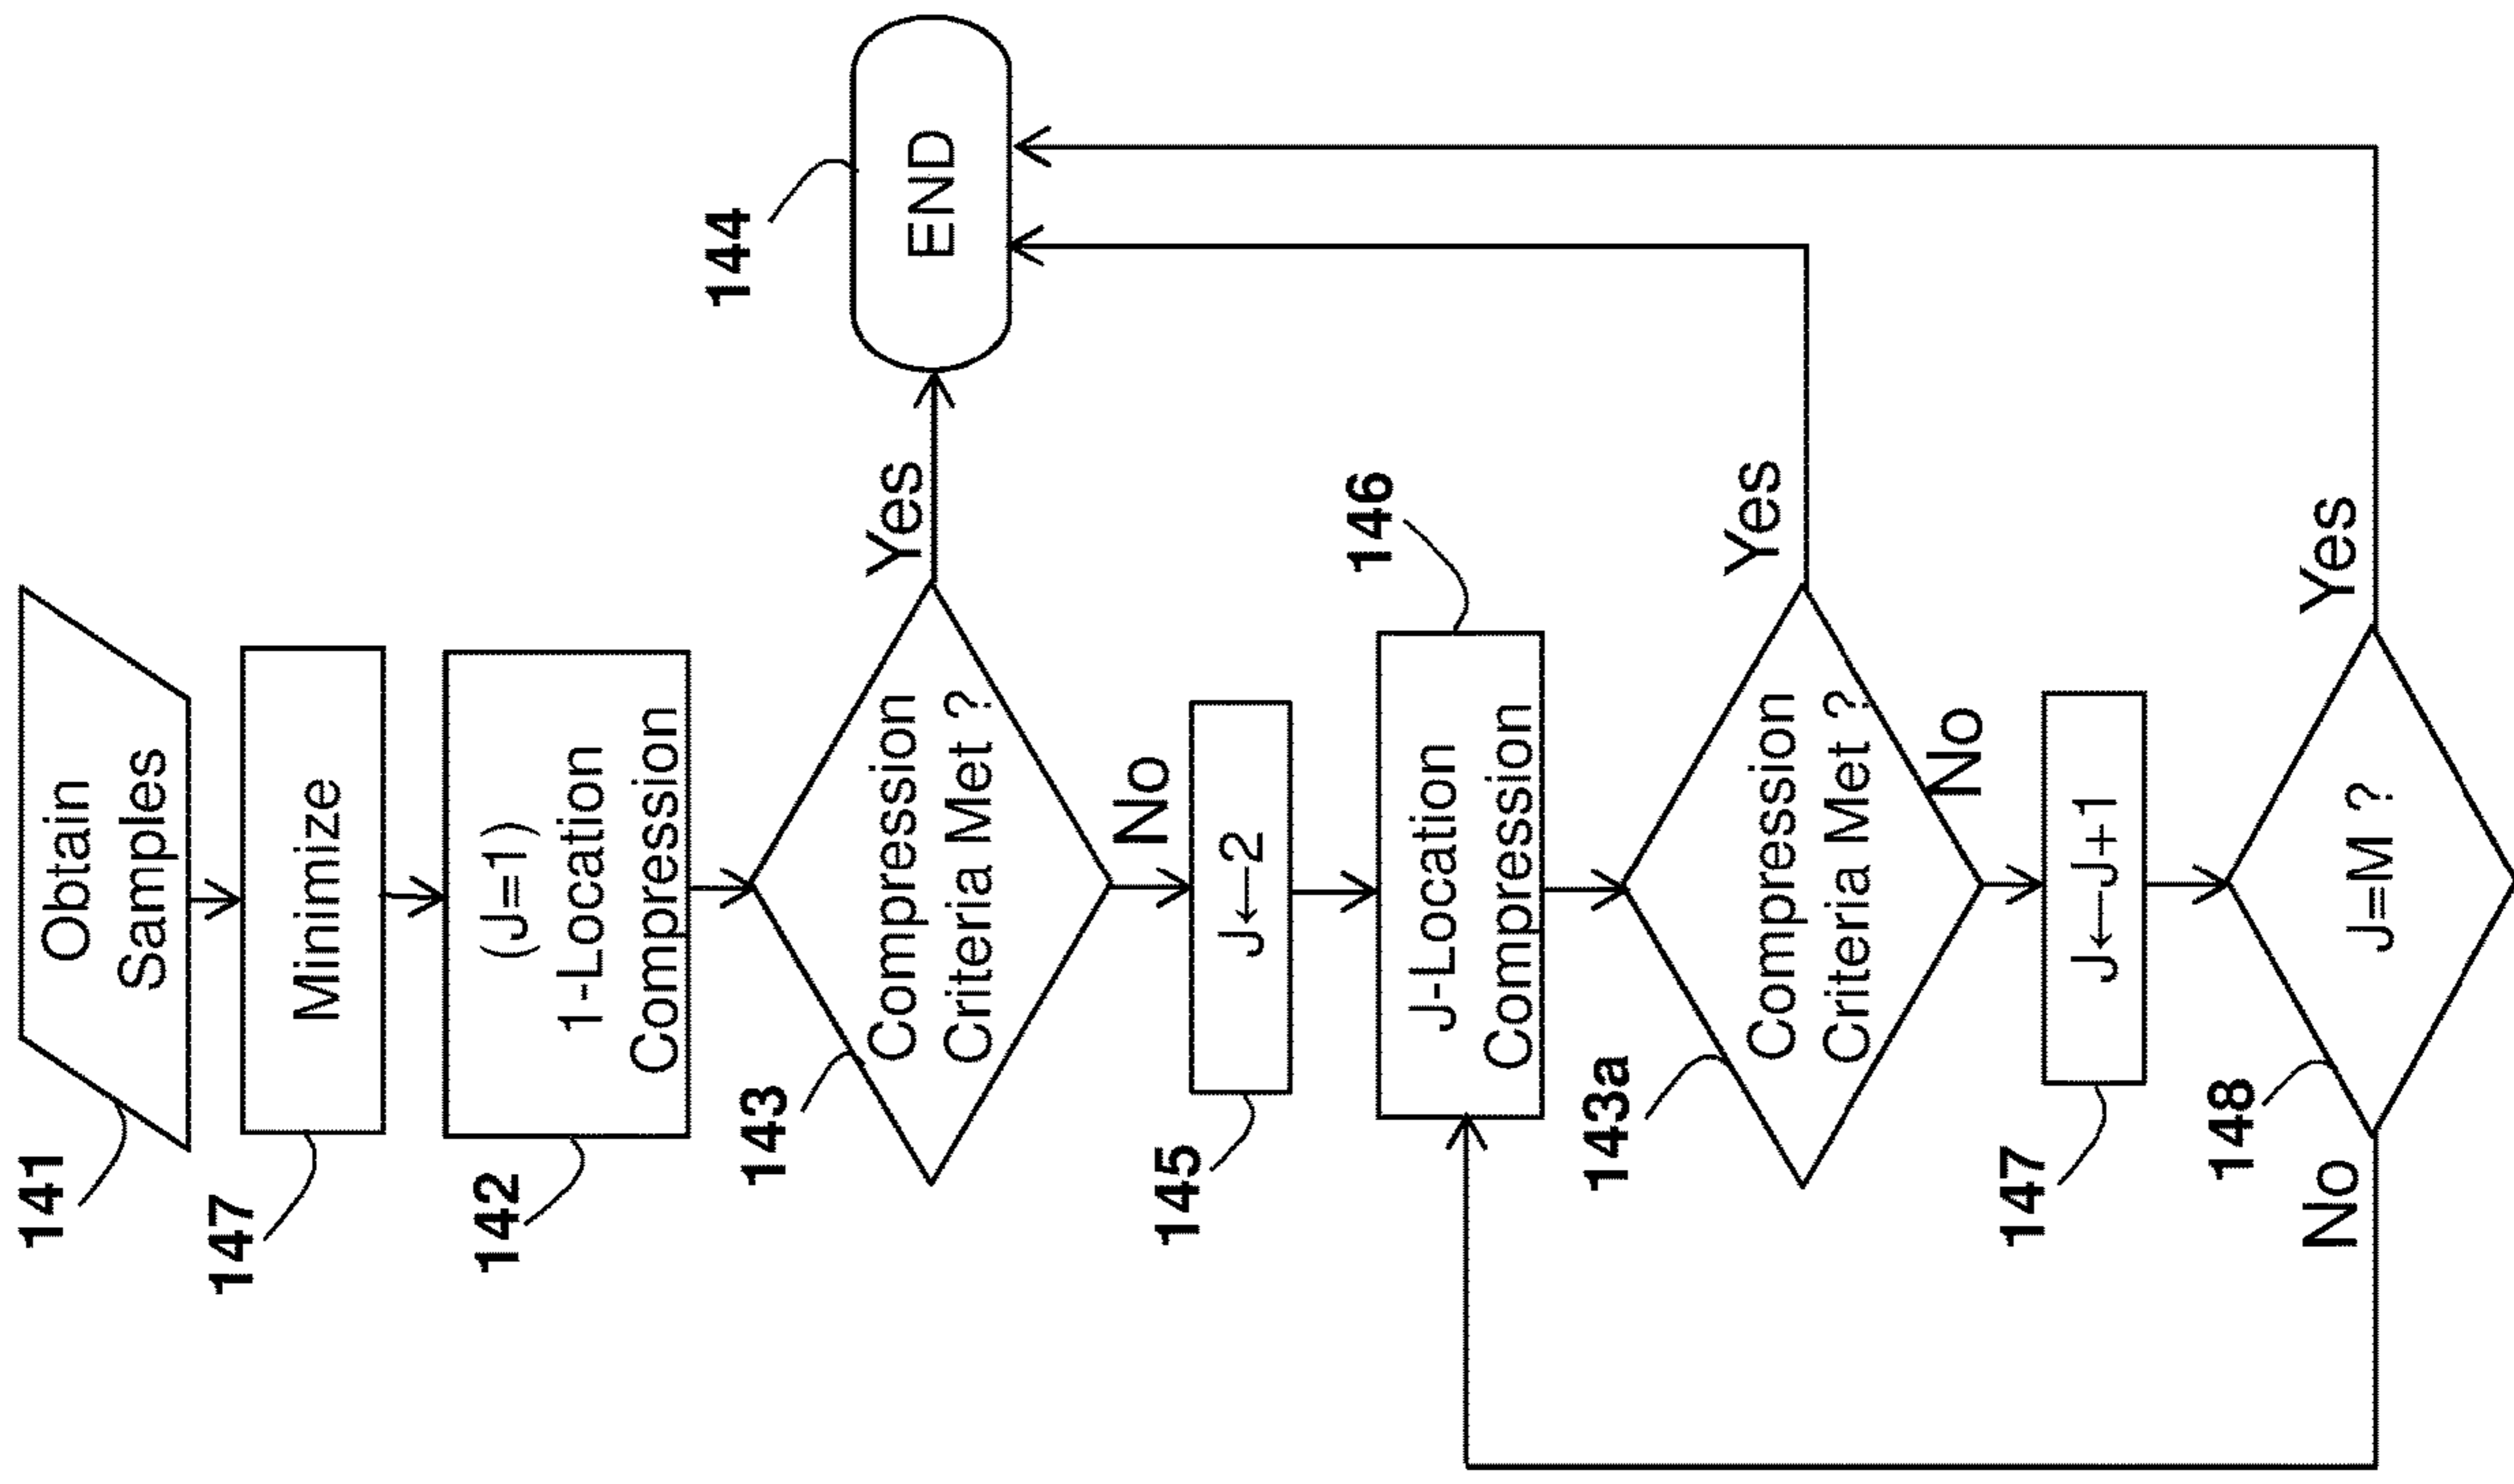 141
Obtain
Samples
147
Minimize
142
(J=1)
1-Location
Compression
143
Compression
Criteria Met ?
Yes
144
END
No
145
J←2
146
J-Location
Compression
143a
Compression
Criteria Met ?
Yes
No
147
J←J+1
148
J=M ?
Yes
No